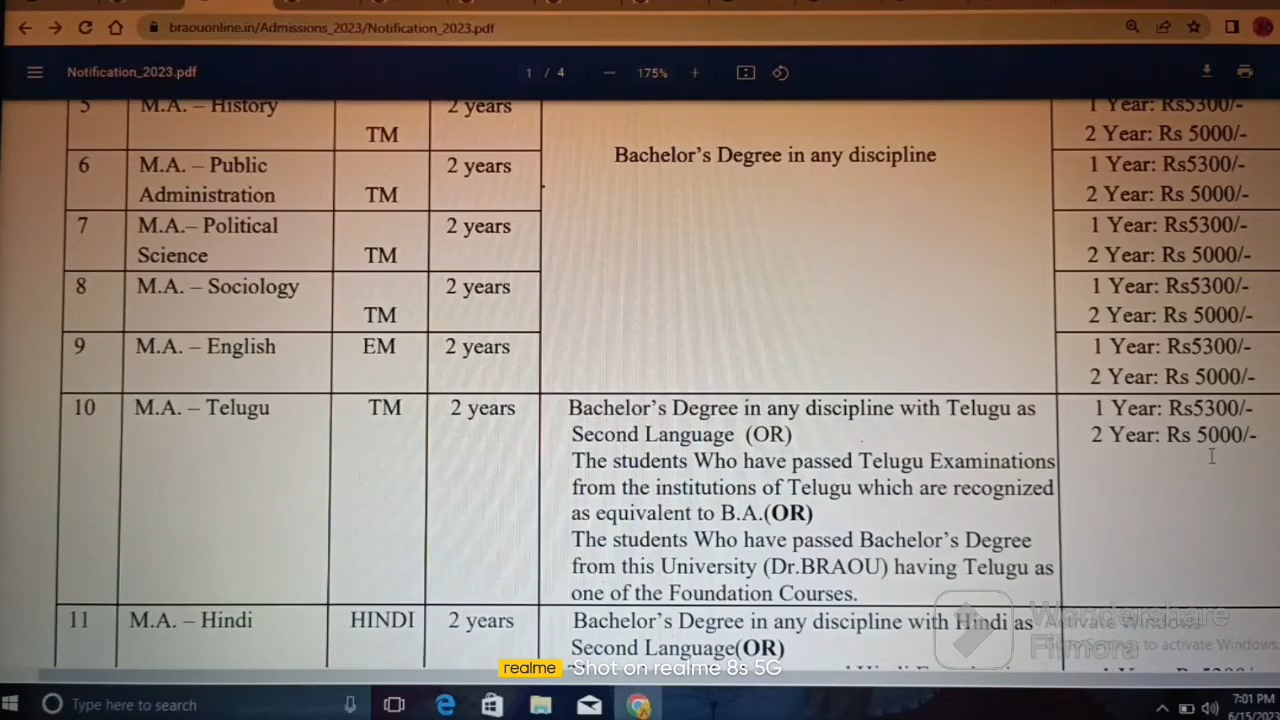 braouonline.in/Admissions_2023/Notification_2023.pdf
Notification_2023.pdf
1 / 4
175%
5 M.A. – History 2 years 1 Year: Rs5300/-
TM 2 Year: Rs 5000/-
Bachelor's Degree in any discipline
6 M.A. – Public 2 years 1 Year: Rs5300/-
Administration TM 2 Year: Rs 5000/-
7 M.A.– Political 2 years 1 Year: Rs5300/-
Science TM 2 Year: Rs 5000/-
8 M.A. – Sociology 2 years 1 Year: Rs5300/-
TM 2 Year: Rs 5000/-
9 M.A. – English EM 2 years 1 Year: Rs5300/-
2 Year: Rs 5000/-
10 M.A. – Telugu TM 2 years Bachelor's Degree in any discipline with Telugu as 1 Year: Rs5300/-
Second Language (OR) 2 Year: Rs 5000/-
The students Who have passed Telugu Examinations
from the institutions of Telugu which are recognized
as equivalent to B.A.(OR)
The students Who have passed Bachelor's Degree
from this University (Dr.BRAOU) having Telugu as
one of the Foundation Courses.
11 M.A. – Hindi HINDI 2 years Bachelor's Degree in any discipline with Hindi as
Second Language(OR)
Wondershare
Filmora
Activate Windows
to activate Windows.
realme Shot on realme 8s 5G
Type here to search
7:01 PM